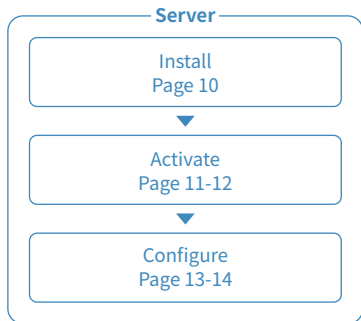 Server
Install
Page 10
Activate
Page 11-12
Configure
Page 13-14